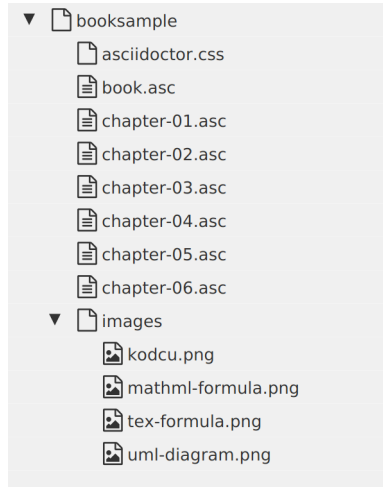 booksample
asciidoctor.css
book.asc
chapter-01.asc
chapter-02.asc
chapter-03.asc
chapter-04.asc
chapter-05.asc
chapter-06.asc
images
kodcu.png
mathml-formula.png
tex-formula.png
uml-diagram.png